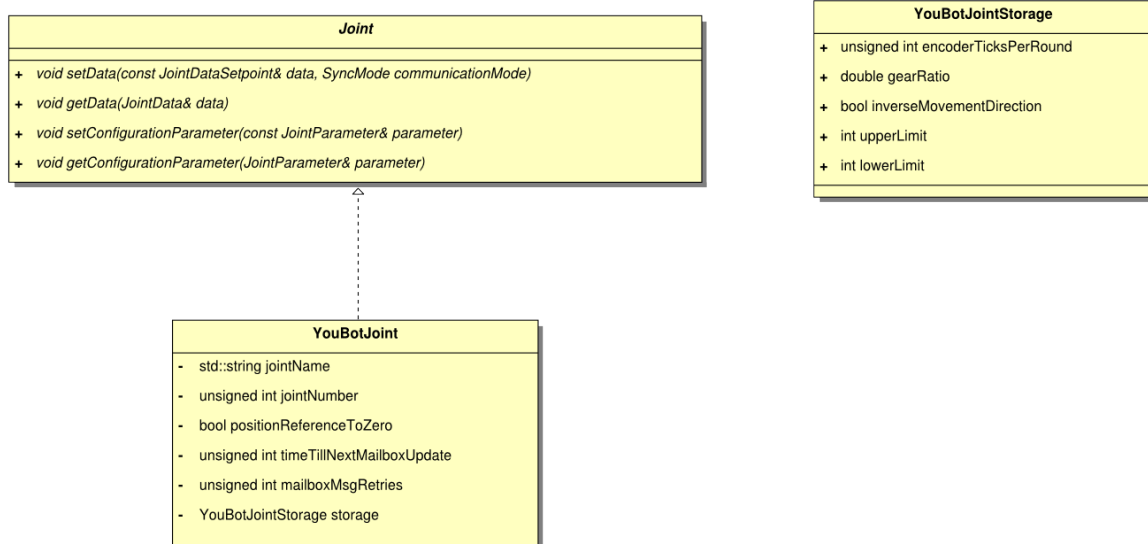 Joint
+ void setData(const JointDataSetpoint& data, SyncMode communicationMode)
+ void getData(JointData& data)
+ void setConfigurationParameter(const JointParameter& parameter)
+ void getConfigurationParameter(JointParameter& parameter)
YouBotJointStorage
+ unsigned int encoderTicksPerRound
+ double gearRatio
+ bool inverseMovementDirection
+ int upperLimit
+ int lowerLimit
YouBotJoint
- std::string jointName
- unsigned int jointNumber
- bool positionReferenceToZero
- unsigned int timeTillNextMailboxUpdate
- unsigned int mailboxMsgRetries
- YouBotJointStorage storage